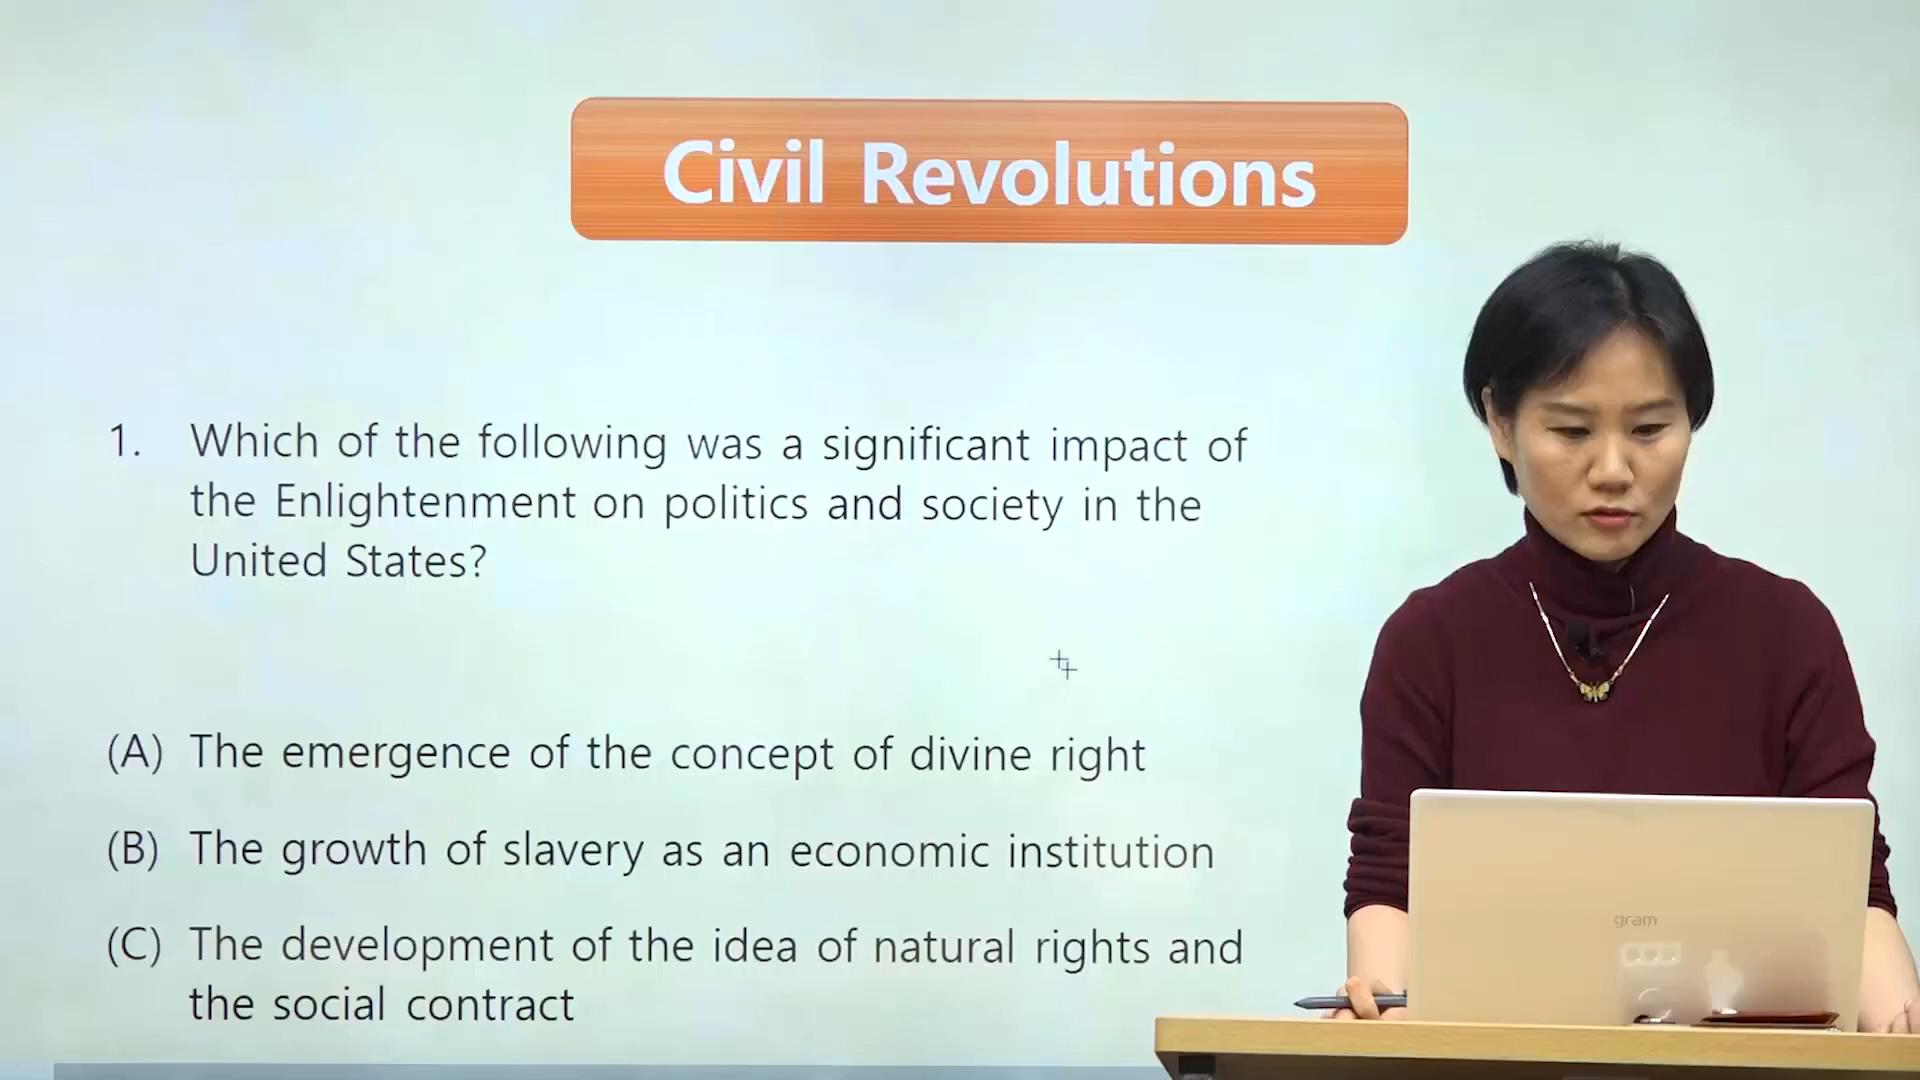 Civil Revolutions
1. Which of the following was a significant impact of
the Enlightenment on politics and society in the
United States?
(A) The emergence of the concept of divine right
(B) The growth of slavery as an economic institution
(C) The development of the idea of natural rights and
the social contract
gram